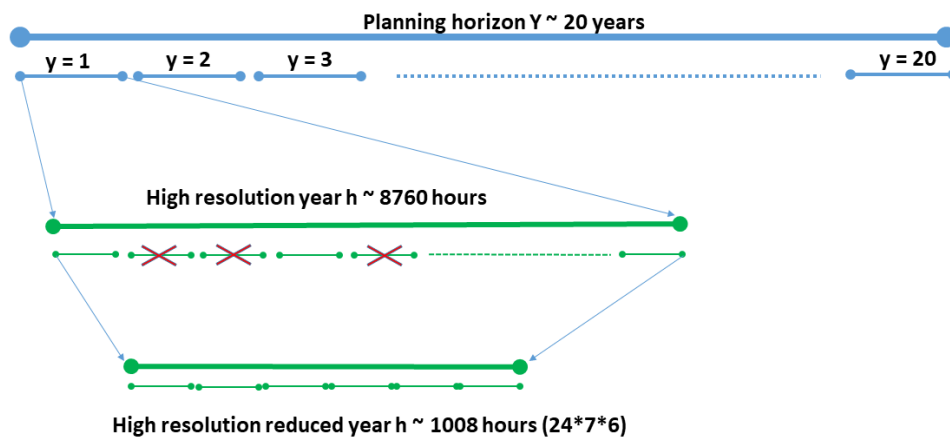 Planning horizon Y ~ 20 years
y = 1 y = 2 y = 3 y = 20
High resolution year h ~ 8760 hours
High resolution reduced year h ~ 1008 hours (24*7*6)